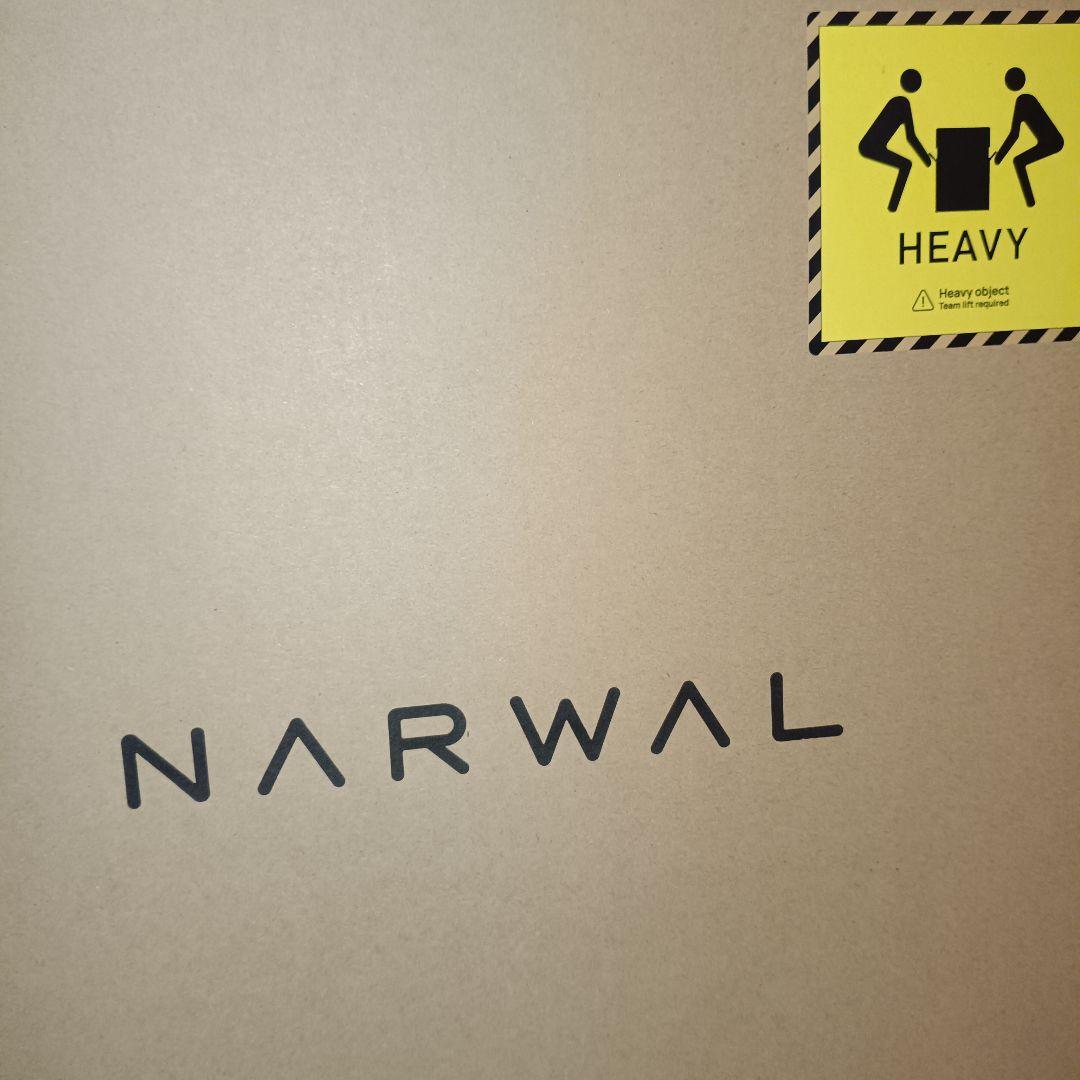 HEAVY
Heavy object
Team lift required
NARWAL